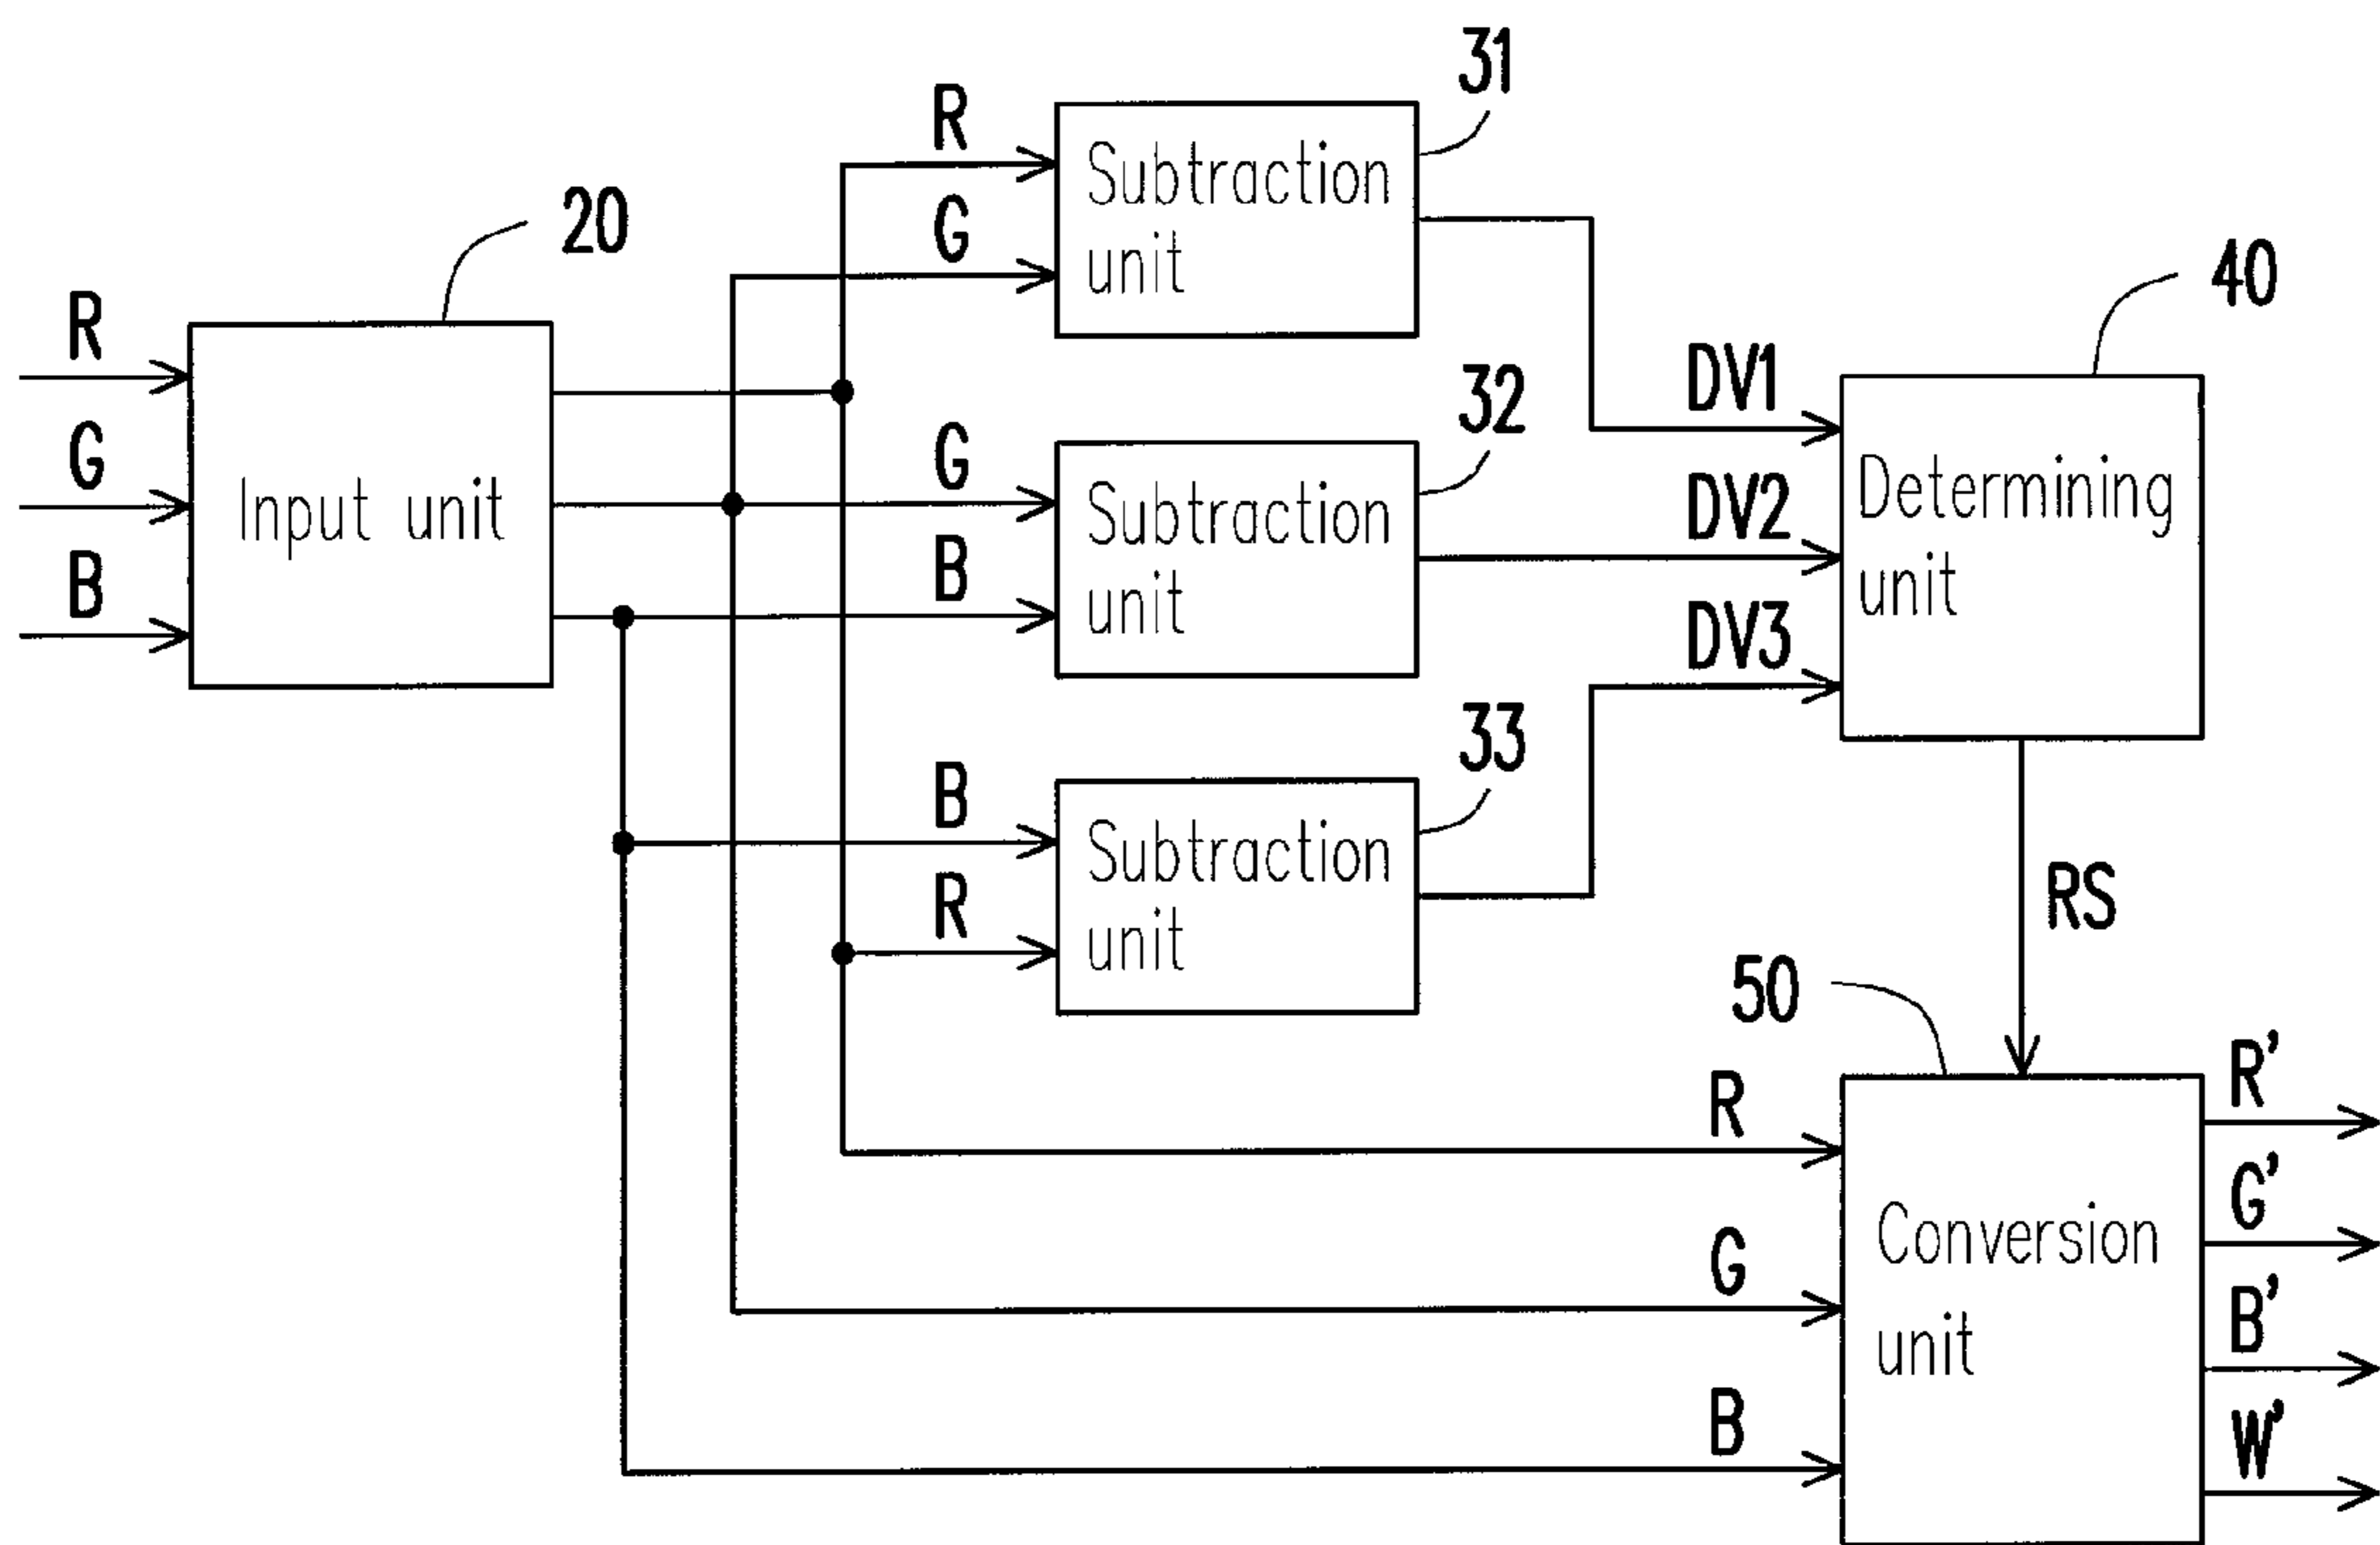 31
R
Subtraction
unit
G
20
40
R
Input unit
G
B
DV1
32
G
Subtraction
unit
B
DV2
Determining
unit
DV3
33
B
Subtraction
unit
R
RS
50
R'
R
G'
Conversion
unit
G
B'
B
W'